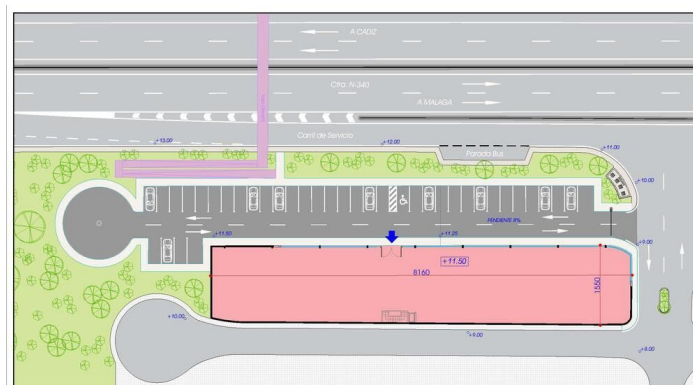 A CADIZ
Ctra. N-340
A MALAGA
Carril de Servicio
+13.00
+12.00
Parada Bus
+11.00
+10.00
PENDIENTE 8%
+11.50
+11.25
+9.00
+11.50
8160
1550
+10.00
+9.00
+8.00